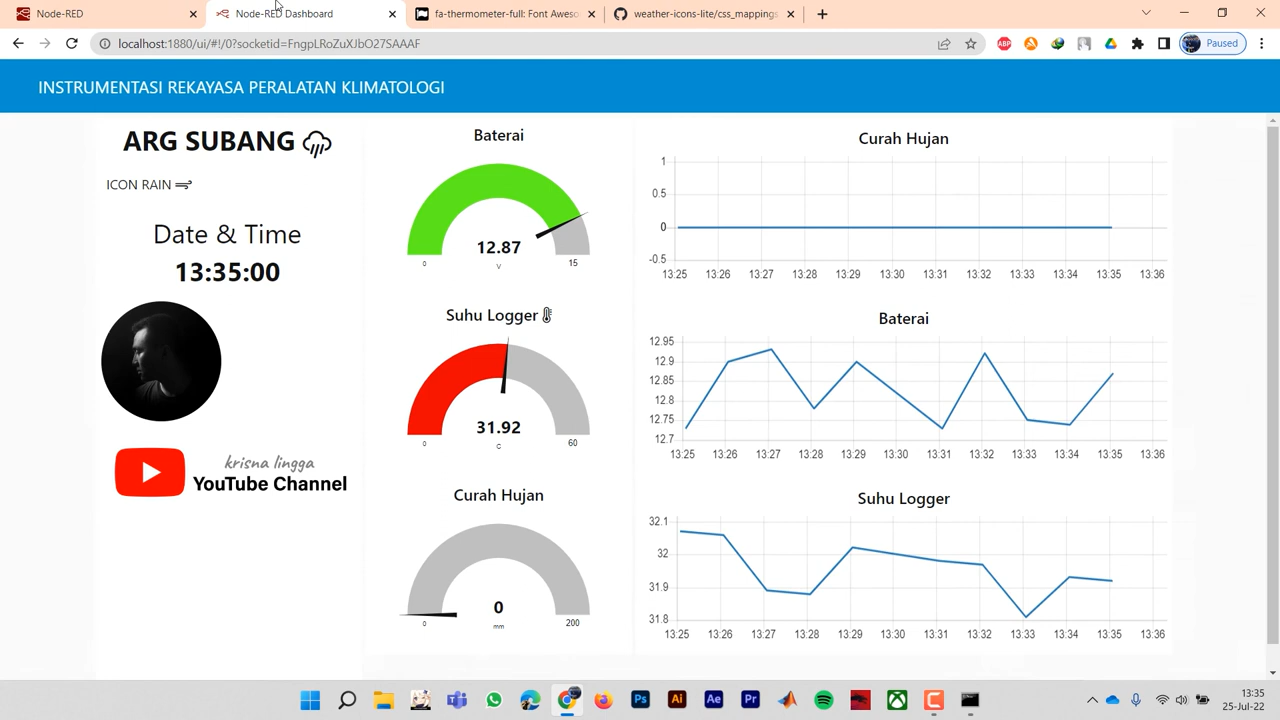 Node-RED
Node-RED Dashboard
fa-thermometer-full: Font Aweso
weather-icons-lite/css_mappings
localhost:1880/ui/#!/0?socketid=FngpLRcZuXJbO27SAAAF
ABP
Paused
INSTRUMENTASI REKAYASA PERALATAN KLIMATOLOGI
ARG SUBANG
ICON RAIN
Date & Time
13:35:00
krisna lingga
YouTube Channel
Baterai
12.87
V
0
15
Suhu Logger
31.92
C
0
60
Curah Hujan
0
mm
0
200
Curah Hujan
1
0.5
0
-0.5
13:25 13:26 13:27 13:28 13:29 13:30 13:31 13:32 13:33 13:34 13:35 13:36
Baterai
12.95
12.9
12.85
12.8
12.75
12.7
13:25 13:26 13:27 13:28 13:29 13:30 13:31 13:32 13:33 13:34 13:35 13:36
Suhu Logger
32.1
32
31.9
31.8
13:25 13:26 13:27 13:28 13:29 13:30 13:31 13:32 13:33 13:34 13:35 13:36
Ps
Ai
Ae
Pr
13:35
25-Jul-22